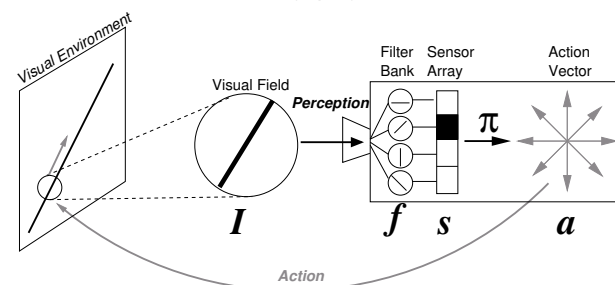 Visual Environment
Visual Field
Perception
Filter
Bank
Sensor
Array
Action
Vector
π
I
f
s
a
Action